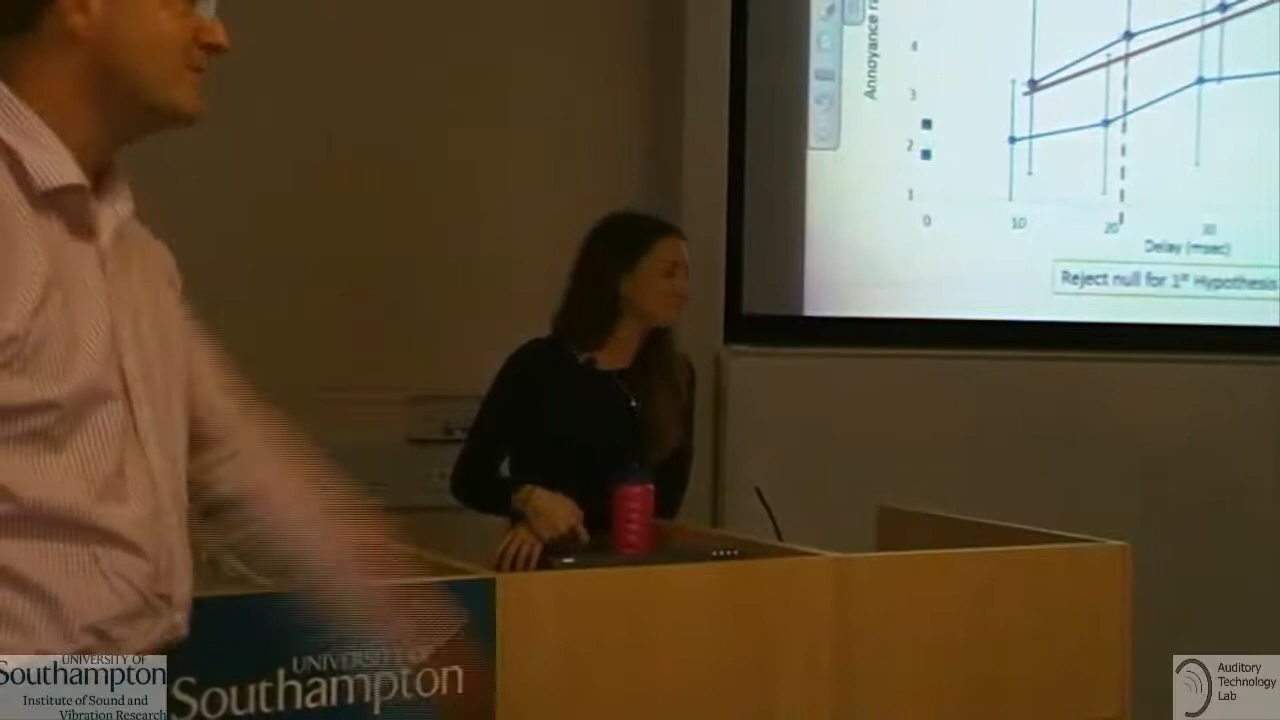 Annoyance
4
3
2
1
0
10
20
30
Delay (msec)
Reject null for 1st Hypothesis
UNIVERSITY OF
Southampton
UNIVERSITY OF
Southampton
Institute of Sound and
Vibration Research
Auditory
Technology
Lab